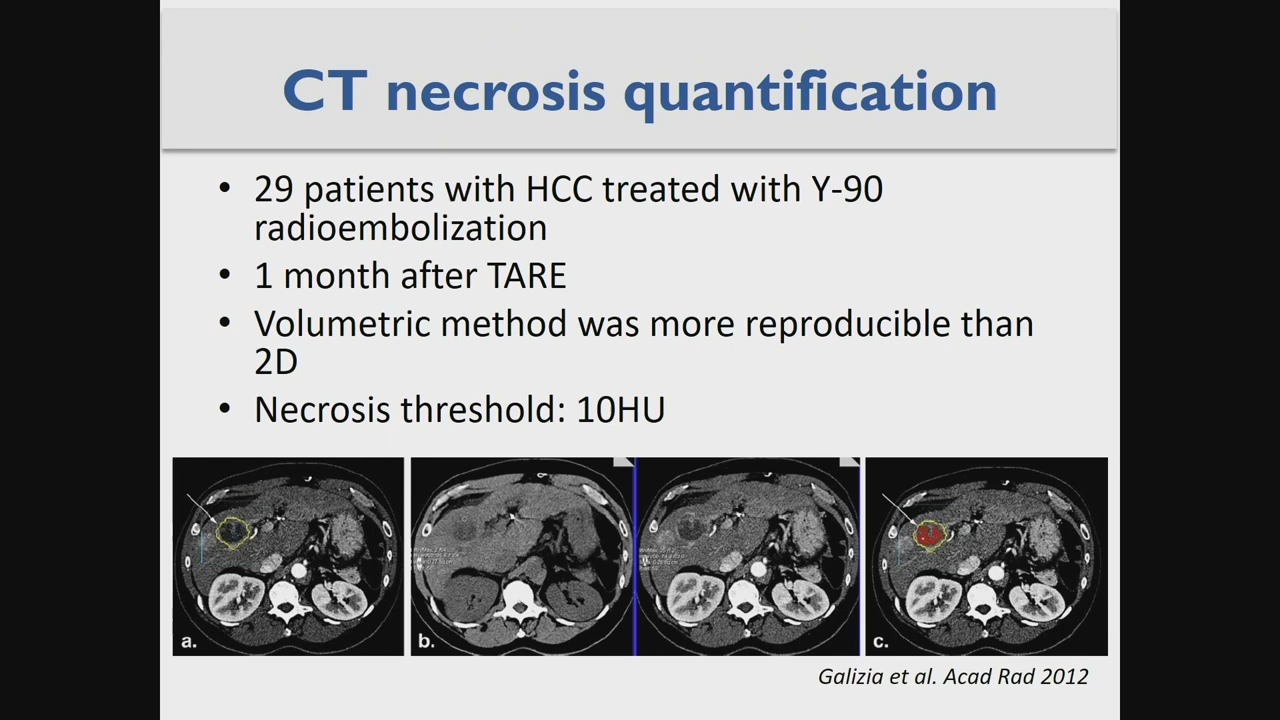 CT necrosis quantification
• 29 patients with HCC treated with Y-90
radioembolization
• 1 month after TARE
• Volumetric method was more reproducible than
2D
• Necrosis threshold: 10HU
a.
b.
c.
Galizia et al. Acad Rad 2012